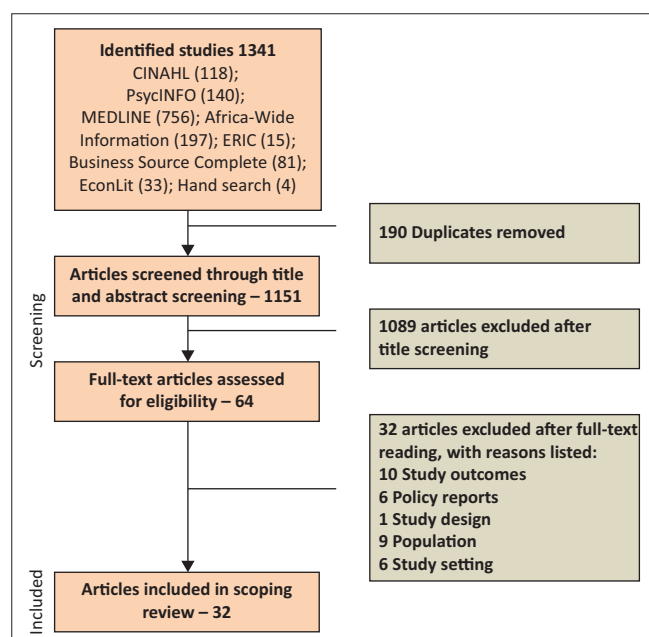 Identified studies 1341
CINAHL (118);
PsycINFO (140);
MEDLINE (756); Africa-Wide
Information (197); ERIC (15);
Business Source Complete (81);
EconLit (33); Hand search (4)
190 Duplicates removed
Screening
Articles screened through title
and abstract screening – 1151
1089 articles excluded after
title screening
Full-text articles assessed
for eligibility – 64
32 articles excluded after full-text
reading, with reasons listed:
10 Study outcomes
6 Policy reports
1 Study design
9 Population
6 Study setting
Included
Articles included in scoping
review – 32